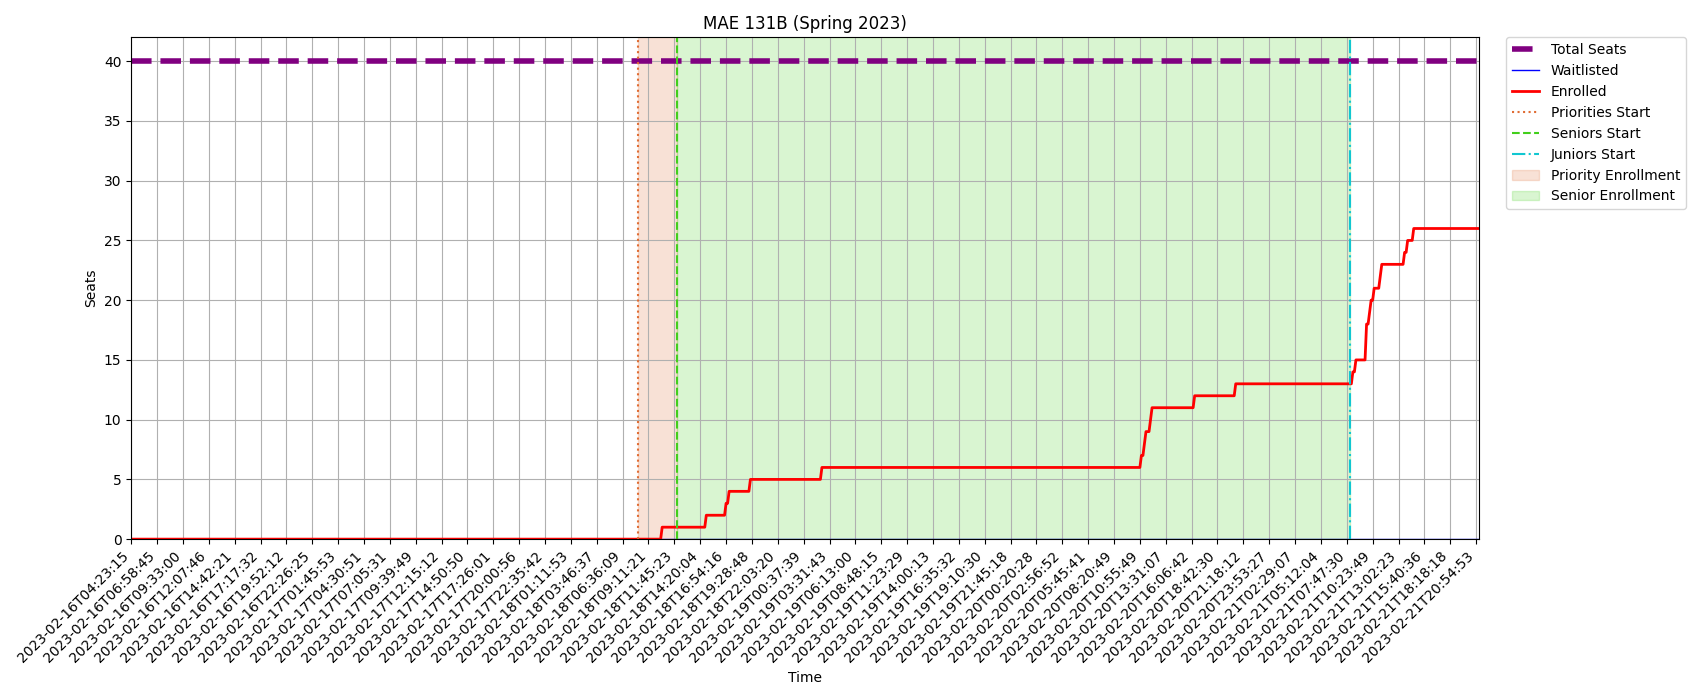 MAE 131B (Spring 2023)
Total Seats
Waitlisted
Enrolled
Priorities Start
Seniors Start
Juniors Start
Priority Enrollment
Senior Enrollment
Seats
40
35
30
25
20
15
10
5
0
2023-02-16T04:23:15
2023-02-16T06:58:45
2023-02-16T09:33:00
2023-02-16T12:07:46
2023-02-16T14:42:21
2023-02-16T17:17:32
2023-02-16T19:52:12
2023-02-16T22:26:25
2023-02-17T01:45:53
2023-02-17T04:30:51
2023-02-17T07:05:31
2023-02-17T09:39:49
2023-02-17T12:15:12
2023-02-17T14:50:50
2023-02-17T17:26:01
2023-02-17T20:00:56
2023-02-17T22:35:42
2023-02-18T01:11:53
2023-02-18T03:46:37
2023-02-18T06:36:09
2023-02-18T09:11:21
2023-02-18T11:45:23
2023-02-18T14:20:04
2023-02-18T16:54:16
2023-02-18T19:28:48
2023-02-18T22:03:20
2023-02-19T00:37:39
2023-02-19T03:31:43
2023-02-19T06:13:00
2023-02-19T08:48:15
2023-02-19T11:23:29
2023-02-19T14:00:13
2023-02-19T16:35:32
2023-02-19T19:10:30
2023-02-19T21:45:18
2023-02-20T00:20:28
2023-02-20T02:56:52
2023-02-20T05:45:41
2023-02-20T08:20:49
2023-02-20T10:55:49
2023-02-20T13:31:07
2023-02-20T16:06:42
2023-02-20T18:42:30
2023-02-20T21:18:12
2023-02-20T23:53:27
2023-02-21T02:29:07
2023-02-21T05:12:04
2023-02-21T07:47:30
2023-02-21T10:23:49
2023-02-21T13:02:23
2023-02-21T15:40:36
2023-02-21T18:18:18
2023-02-21T20:54:53
Time